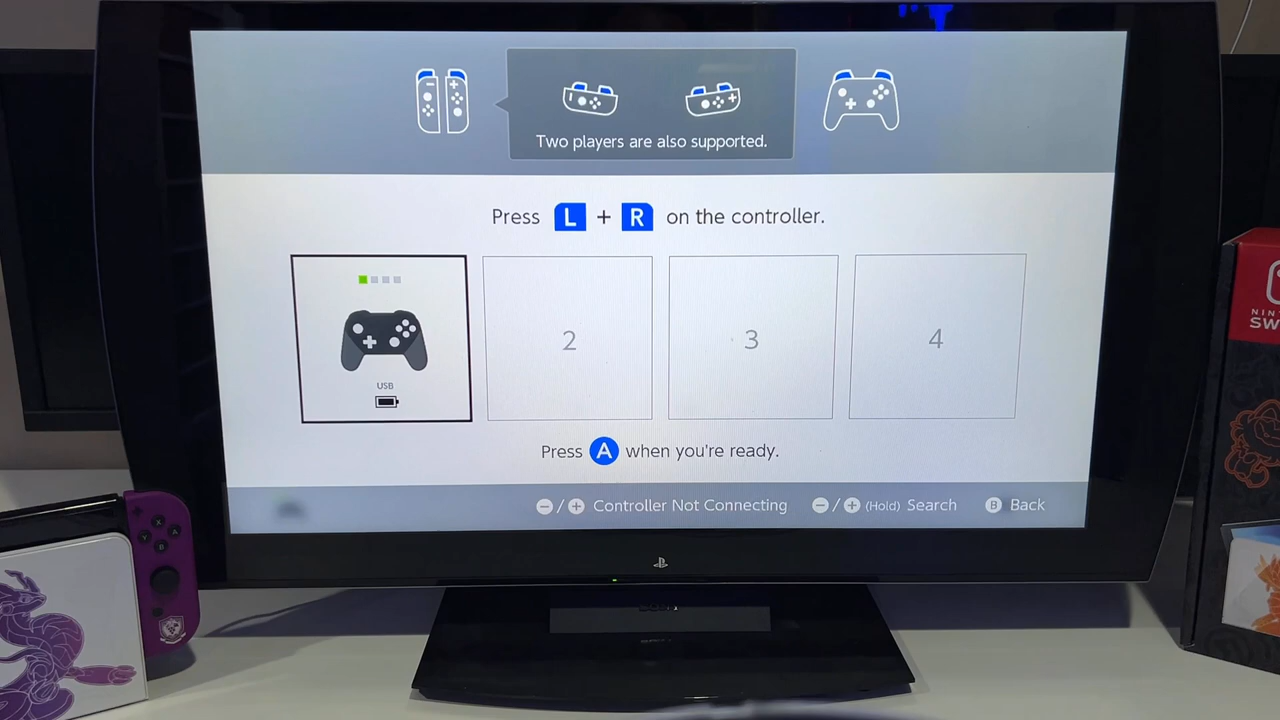 Two players are also supported.
Press L + R on the controller.
USB
2
3
4
Press A when you're ready.
−/+ Controller Not Connecting
−/+ (Hold) Search
B Back
SONY
X
Y
A
B